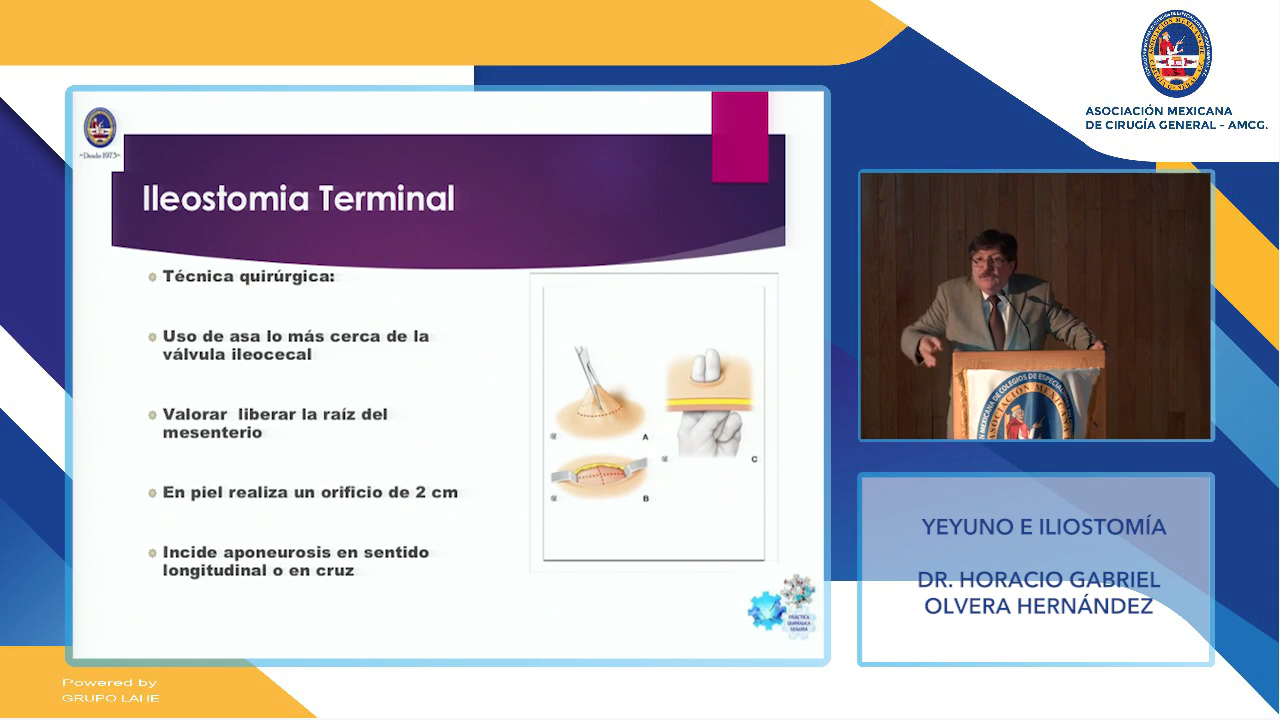 ASOCIACIÓN MEXICANA
DE CIRUGÍA GENERAL - AMCG.
~Desde 1973~
Ileostomia Terminal
Técnica quirúrgica:
Uso de asa lo más cerca de la
válvula ileocecal
Valorar liberar la raíz del
mesenterio
En piel realiza un orificio de 2 cm
Incide aponeurosis en sentido
longitudinal o en cruz
A
B
C
PRÁCTICA
QUIRÚRGICA
SEGURA
YEYUNO E ILIOSTOMÍA
DR. HORACIO GABRIEL
OLVERA HERNÁNDEZ
Powered by
GRUPO LAHE